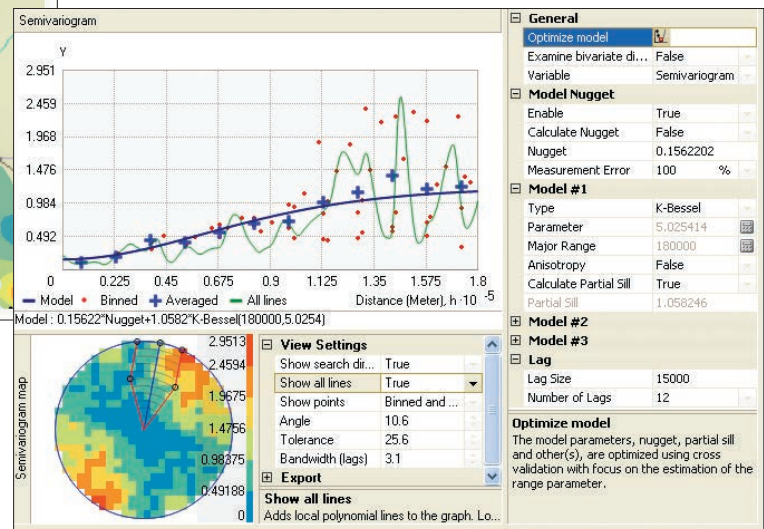 Semivariogram
γ
2.951
2.459
1.968
1.476
0.984
0.492
0 0.225 0.45 0.675 0.9 1.125 1.35 1.575 1.8
Model Binned Averaged All lines Distance (Meter), h ·10 -5
Model : 0.15622*Nugget+1.0582*K-Bessel(180000,5.0254)
Semivariogram map
2.9513
2.4594
1.9675
1.4756
0.98375
0.49188
0
View Settings
Show search di... True
Show all lines True
Show points Binned and ...
Angle 10.6
Tolerance 25.6
Bandwidth (lags) 3.1
Export
Show all lines
Adds local polynomial lines to the graph. Lo...
General
Optimize model
Examine bivariate di... False
Variable Semivariogram
Model Nugget
Enable True
Calculate Nugget False
Nugget 0.1562202
Measurement Error 100 %
Model #1
Type K-Bessel
Parameter 5.025414
Major Range 180000
Anisotropy False
Calculate Partial Sill True
Partial Sill 1.058246
Model #2
Model #3
Lag
Lag Size 15000
Number of Lags 12
Optimize model
The model parameters, nugget, partial sill
and other(s), are optimized using cross
validation with focus on the estimation of the
range parameter.